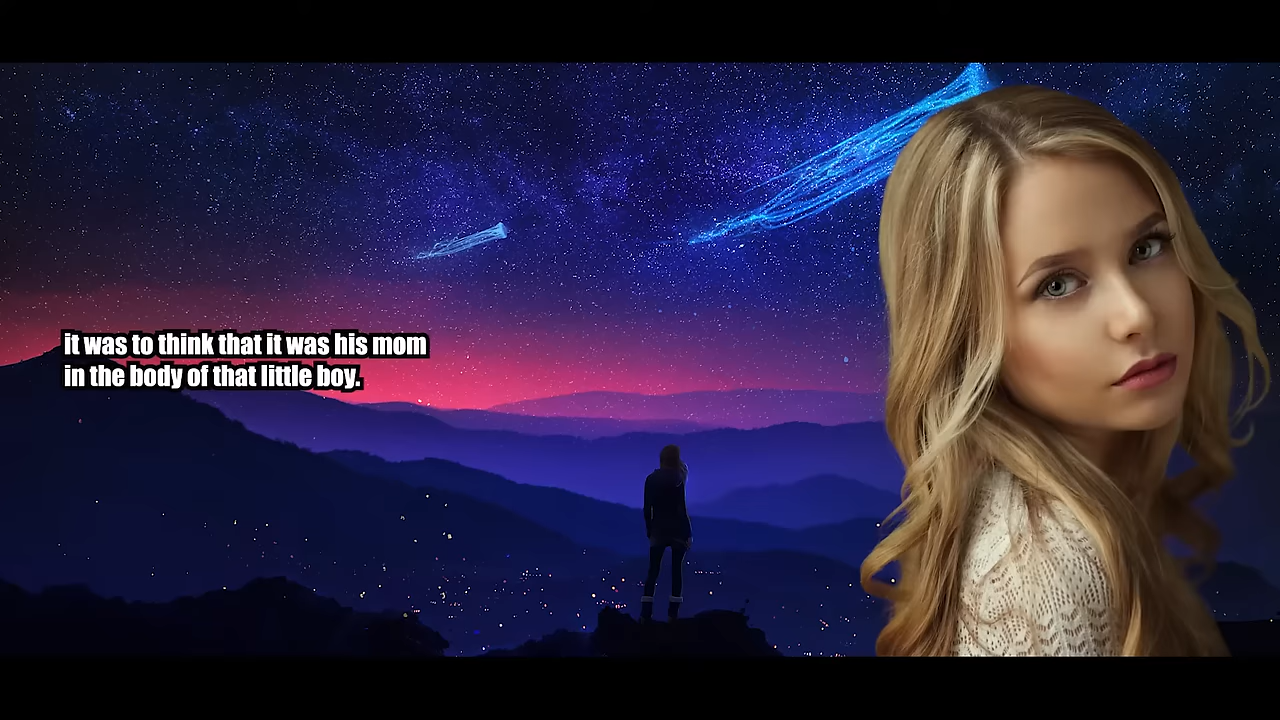 it was to think that it was his mom
in the body of that little boy.